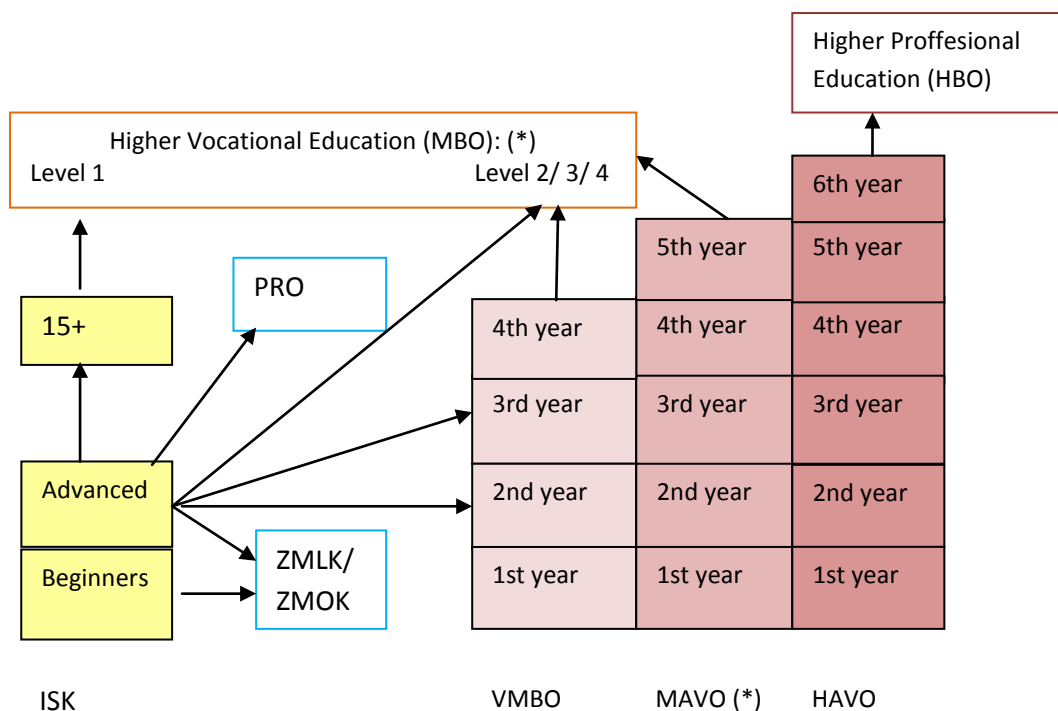 Higher Proffesional
Education (HBO)
Higher Vocational Education (MBO): (*)
Level 1
Level 2/ 3/ 4
6th year
5th year
5th year
PRO
15+
4th year
4th year
4th year
3rd year
3rd year
3rd year
Advanced
2nd year
2nd year
2nd year
Beginners
ZMLK/
ZMOK
1st year
1st year
1st year
ISK
VMBO
MAVO (*)
HAVO